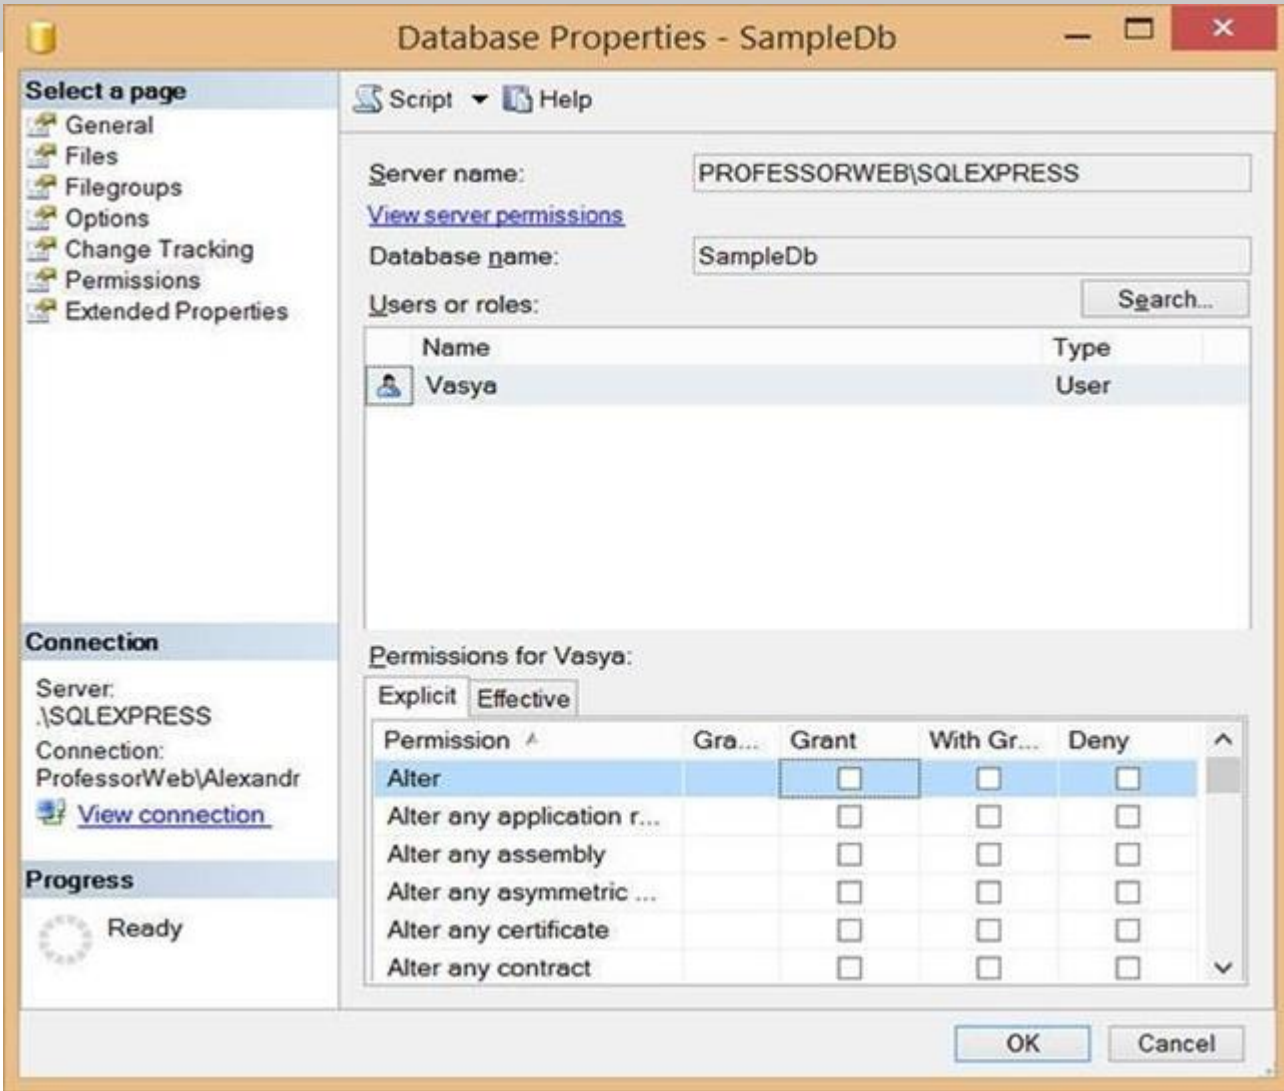 Database Properties - SampleDb
Select a page
General
Files
Filegroups
Options
Change Tracking
Permissions
Extended Properties
Connection
Server:
.\SQLEXPRESS
Connection:
ProfessorWeb\Alexandr
View connection
Progress
Ready
Script Help
Server name: PROFESSORWEB\SQLEXPRESS
View server permissions
Database name: SampleDb
Users or roles: Search...
Name Type
Vasya User
Permissions for Vasya:
Explicit Effective
Permission Gra... Grant With Gr... Deny
Alter
Alter any application r...
Alter any assembly
Alter any asymmetric ...
Alter any certificate
Alter any contract
OK Cancel